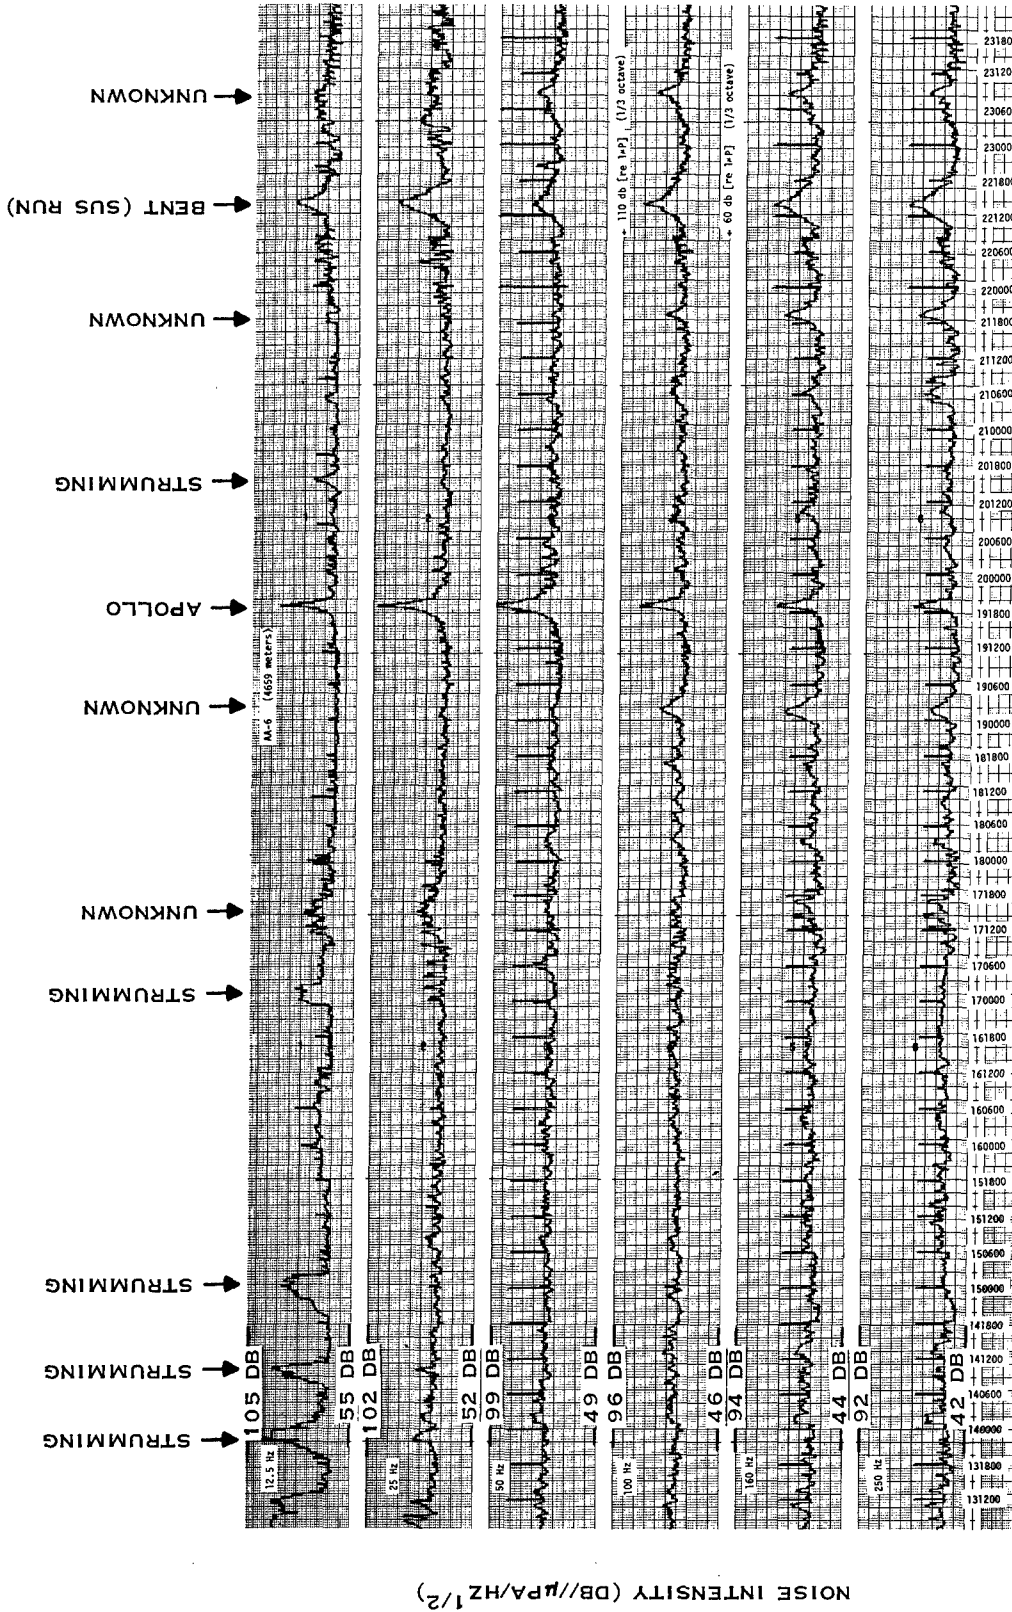 UNKNOWN
BENT (SUS RUN)
UNKNOWN
STRUMMING
APOLLO
UNKNOWN
UNKNOWN
STRUMMING
STRUMMING
STRUMMING
STRUMMING
NOISE INTENSITY (DB//μPA/HZ 1/2)
AA-6 (4659 meters)
12.5 Hz
105 DB
55 DB
25 Hz
102 DB
52 DB
50 Hz
99 DB
49 DB
100 Hz
96 DB
46 DB
+ 110 db [re 1μP] (1/3 octave)
160 Hz
94 DB
44 DB
+ 60 db [re 1μP] (1/3 octave)
250 Hz
92 DB
42 DB
131200
131800
140000
140600
141200
141800
150000
150600
151200
151800
160000
160600
161200
161800
170000
170600
171200
171800
180000
180600
181200
181800
190000
190600
191200
191800
200000
200600
201200
201800
210000
210600
211200
211800
220000
220600
221200
221800
230000
230600
231200
231800